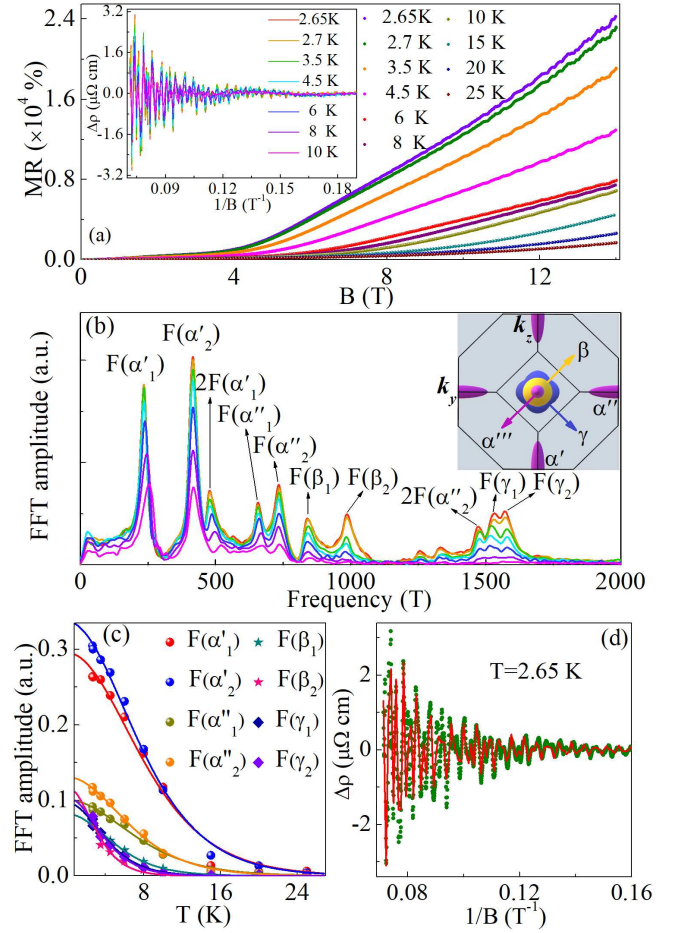 3.2
1.6
0.0
-1.6
-3.2
Δρ (μΩ cm)
0.09 0.12 0.15 0.18
1/B (T⁻¹)
2.65K
2.7 K
3.5 K
4.5 K
6 K
8 K
10 K
2.65K
2.7 K
3.5 K
4.5 K
6 K
8 K
10 K
15 K
20 K
25 K
2.4
1.6
0.8
0.0
MR (×10⁴ %)
(a)
0 4 8 12
B (T)
(b)
FFT amplitude (a.u.)
F(α'₁)
F(α'₂)
2F(α'₁)
F(α''₁)
F(α''₂)
F(β₁)
F(β₂)
2F(α''₂)
F(γ₁)
F(γ₂)
k_z
k_y
β
α''
α'''
α'
γ
0 500 1000 1500 2000
Frequency (T)
(c)
FFT amplitude (a.u.)
0.3
0.2
0.1
0.0
F(α'₁)
F(α'₂)
F(α''₁)
F(α''₂)
F(β₁)
F(β₂)
F(γ₁)
F(γ₂)
8 16 24
T (K)
(d)
T=2.65 K
Δρ (μΩ cm)
2
0
-2
0.08 0.12 0.16
1/B (T⁻¹)